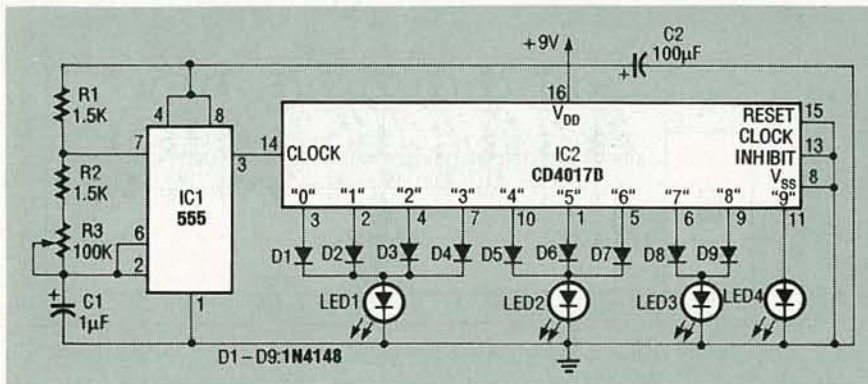 C2
100µF
+9V
R1
1.5K
4
8
16
V DD
RESET
15
7
14
CLOCK
CLOCK
INHIBIT
13
3
IC2
CD4017B
V SS
8
R2
1.5K
IC1
555
"0"
"1"
"2"
"3"
"4"
"5"
"6"
"7"
"8"
"9"
3
2
4
7
10
1
5
6
9
11
R3
100K
6
2
D1
D2
D3
D4
D5
D6
D7
D8
D9
C1
1µF
1
LED1
LED2
LED3
LED4
D1–D9:1N4148